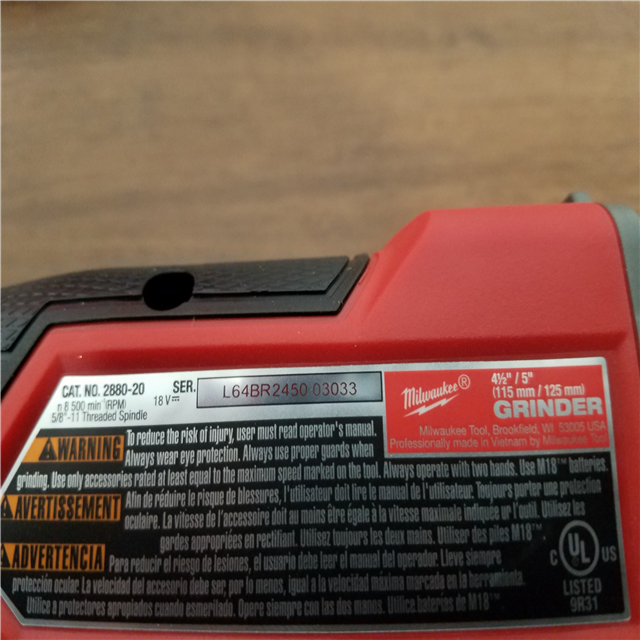 CAT. NO. 2880-20
SER. L64BR2450 03033
18 V⎓
n 8 500 min⁻¹(RPM)
5/8"-11 Threaded Spindle
Milwaukee®
4½" / 5"
(115 mm / 125 mm)
GRINDER
Milwaukee Tool, Brookfield, WI 53005 USA
Professionally made in Vietnam by Milwaukee Tool
WARNING To reduce the risk of injury, user must read operator's manual.
Always wear eye protection. Always use proper guards when
grinding. Use only accessories rated at least equal to the maximum speed marked on the tool. Always operate with two hands. Use M18™ batteries.
AVERTISSEMENT Afin de réduire le risque de blessures, l'utilisateur doit lire le manuel de l'utilisateur. Toujours porter une protection
oculaire. La vitesse de l'accessoire doit au moins être égale à la vitesse maximale indiquée sur l'outil. Utiliser toujours des
gardes appropriées en rectifiant. Utilisez toujours les deux mains. Utiliser des piles M18™
ADVERTENCIA Para reducir el riesgo de lesiones, el usuario debe leer el manual del operador. Lleve siempre
protección ocular. La velocidad del accesorio debe ser, por lo menos, igual a la velocidad máxima marcada en la herramienta.
Utilice a protectores apropiados cuando esmerilado. Opere siempre con las dos manos. Utilice baterías de M18™
C UL US
LISTED
9R31